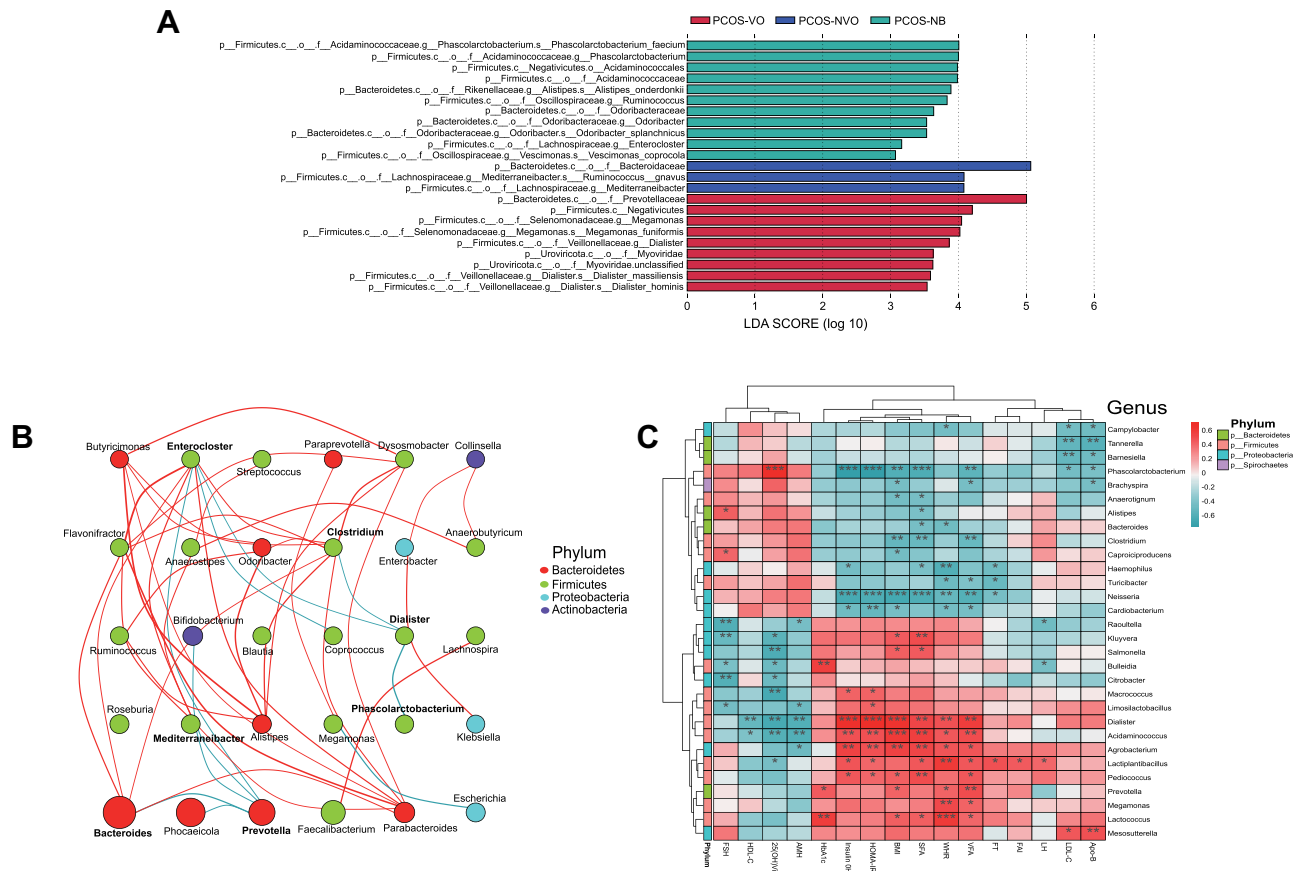 A
PCOS-VO PCOS-NVO PCOS-NB
p__Firmicutes.c__.o__.f__Acidaminococcaceae.g__Phascolarctobacterium.s__Phascolarctobacterium_faecium
p__Firmicutes.c__.o__.f__Acidaminococcaceae.g__Phascolarctobacterium
p__Firmicutes.c__Negativicutes.o__Acidaminococcales
p__Firmicutes.c__.o__.f__Acidaminococcaceae
p__Bacteroidetes.c__.o__.f__Rikenellaceae.g__Alistipes.s__Alistipes_onderdonkii
p__Firmicutes.c__.o__.f__Oscillospiraceae.g__Ruminococcus
p__Bacteroidetes.c__.o__.f__Odoribacteraceae
p__Bacteroidetes.c__.o__.f__Odoribacteraceae.g__Odoribacter
p__Bacteroidetes.c__.o__.f__Odoribacteraceae.g__Odoribacter.s__Odoribacter_splanchnicus
p__Firmicutes.c__.o__.f__Lachnospiraceae.g__Enterocloster
p__Firmicutes.c__.o__.f__Oscillospiraceae.g__Vescimonas.s__Vescimonas_coprocola
p__Bacteroidetes.c__.o__.f__Bacteroidaceae
p__Firmicutes.c__.o__.f__Lachnospiraceae.g__Mediterraneibacter.s__Ruminococcus__gnavus
p__Firmicutes.c__.o__.f__Lachnospiraceae.g__Mediterraneibacter
p__Bacteroidetes.c__.o__.f__Prevotellaceae
p__Firmicutes.c__Negativicutes
p__Firmicutes.c__.o__.f__Selenomonadaceae.g__Megamonas
p__Firmicutes.c__.o__.f__Selenomonadaceae.g__Megamonas.s__Megamonas_funiformis
p__Firmicutes.c__.o__.f__Veillonellaceae.g__Dialister
p__Uroviricota.c__.o__.f__Myoviridae
p__Uroviricota.c__.o__.f__Myoviridae.unclassified
p__Firmicutes.c__.o__.f__Veillonellaceae.g__Dialister.s__Dialister_massiliensis
p__Firmicutes.c__.o__.f__Veillonellaceae.g__Dialister.s__Dialister_hominis
0 1 2 3 4 5 6
LDA SCORE (log 10)
B
Butyricimonas Enterocloster Streptococcus Paraprevotella Dysosmobacter Collinsella
Flavonifractor Anaerostipes Odoribacter Clostridium Enterobacter Anaerobutyricum
Ruminococcus Bifidobacterium Blautia Coprococcus Dialister Lachnospira
Roseburia Mediterraneibacter Alistipes Megamonas Phascolarctobacterium Klebsiella
Bacteroides Phocaeicola Prevotella Faecalibacterium Parabacteroides Escherichia
Phylum
Bacteroidetes
Firmicutes
Proteobacteria
Actinobacteria
C
Genus
Campylobacter
Tannerella
Barnesiella
Phascolarctobacterium
Brachyspira
Anaerotignum
Alistipes
Bacteroides
Clostridium
Caproiciproducens
Haemophilus
Turicibacter
Neisseria
Cardiobacterium
Raoultella
Kluyvera
Salmonella
Bulleidia
Citrobacter
Macrococcus
Limosilactobacillus
Dialister
Acidaminococcus
Agrobacterium
Lactiplantibacillus
Pediococcus
Prevotella
Megamonas
Lactococcus
Mesosutterella
Phylum FSH HDL-C 25(OH)Vi AMH HbA1c Insulin 0H HOMA-IR BMI SFA WHR VFA FT FAI LH LDL-C Apo-B
0.6
0.4
0.2
0
-0.2
-0.4
-0.6
Phylum
p__Bacteroidetes
p__Firmicutes
p__Proteobacteria
p__Spirochaetes